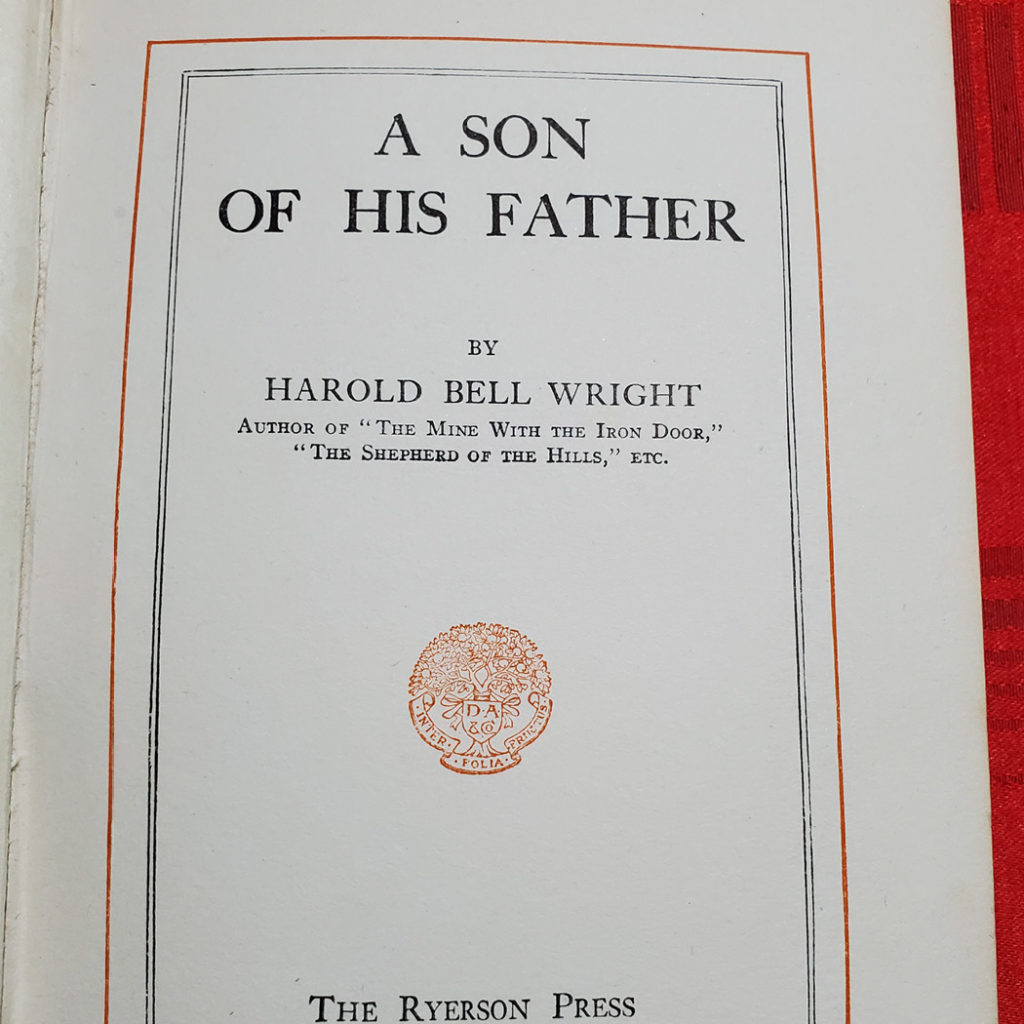 A SON
OF HIS FATHER
BY
HAROLD BELL WRIGHT
AUTHOR OF "THE MINE WITH THE IRON DOOR,"
"THE SHEPHERD OF THE HILLS," ETC.
D·A
& Co
·INTER· FOLIA· FRUCTUS·
THE RYERSON PRESS